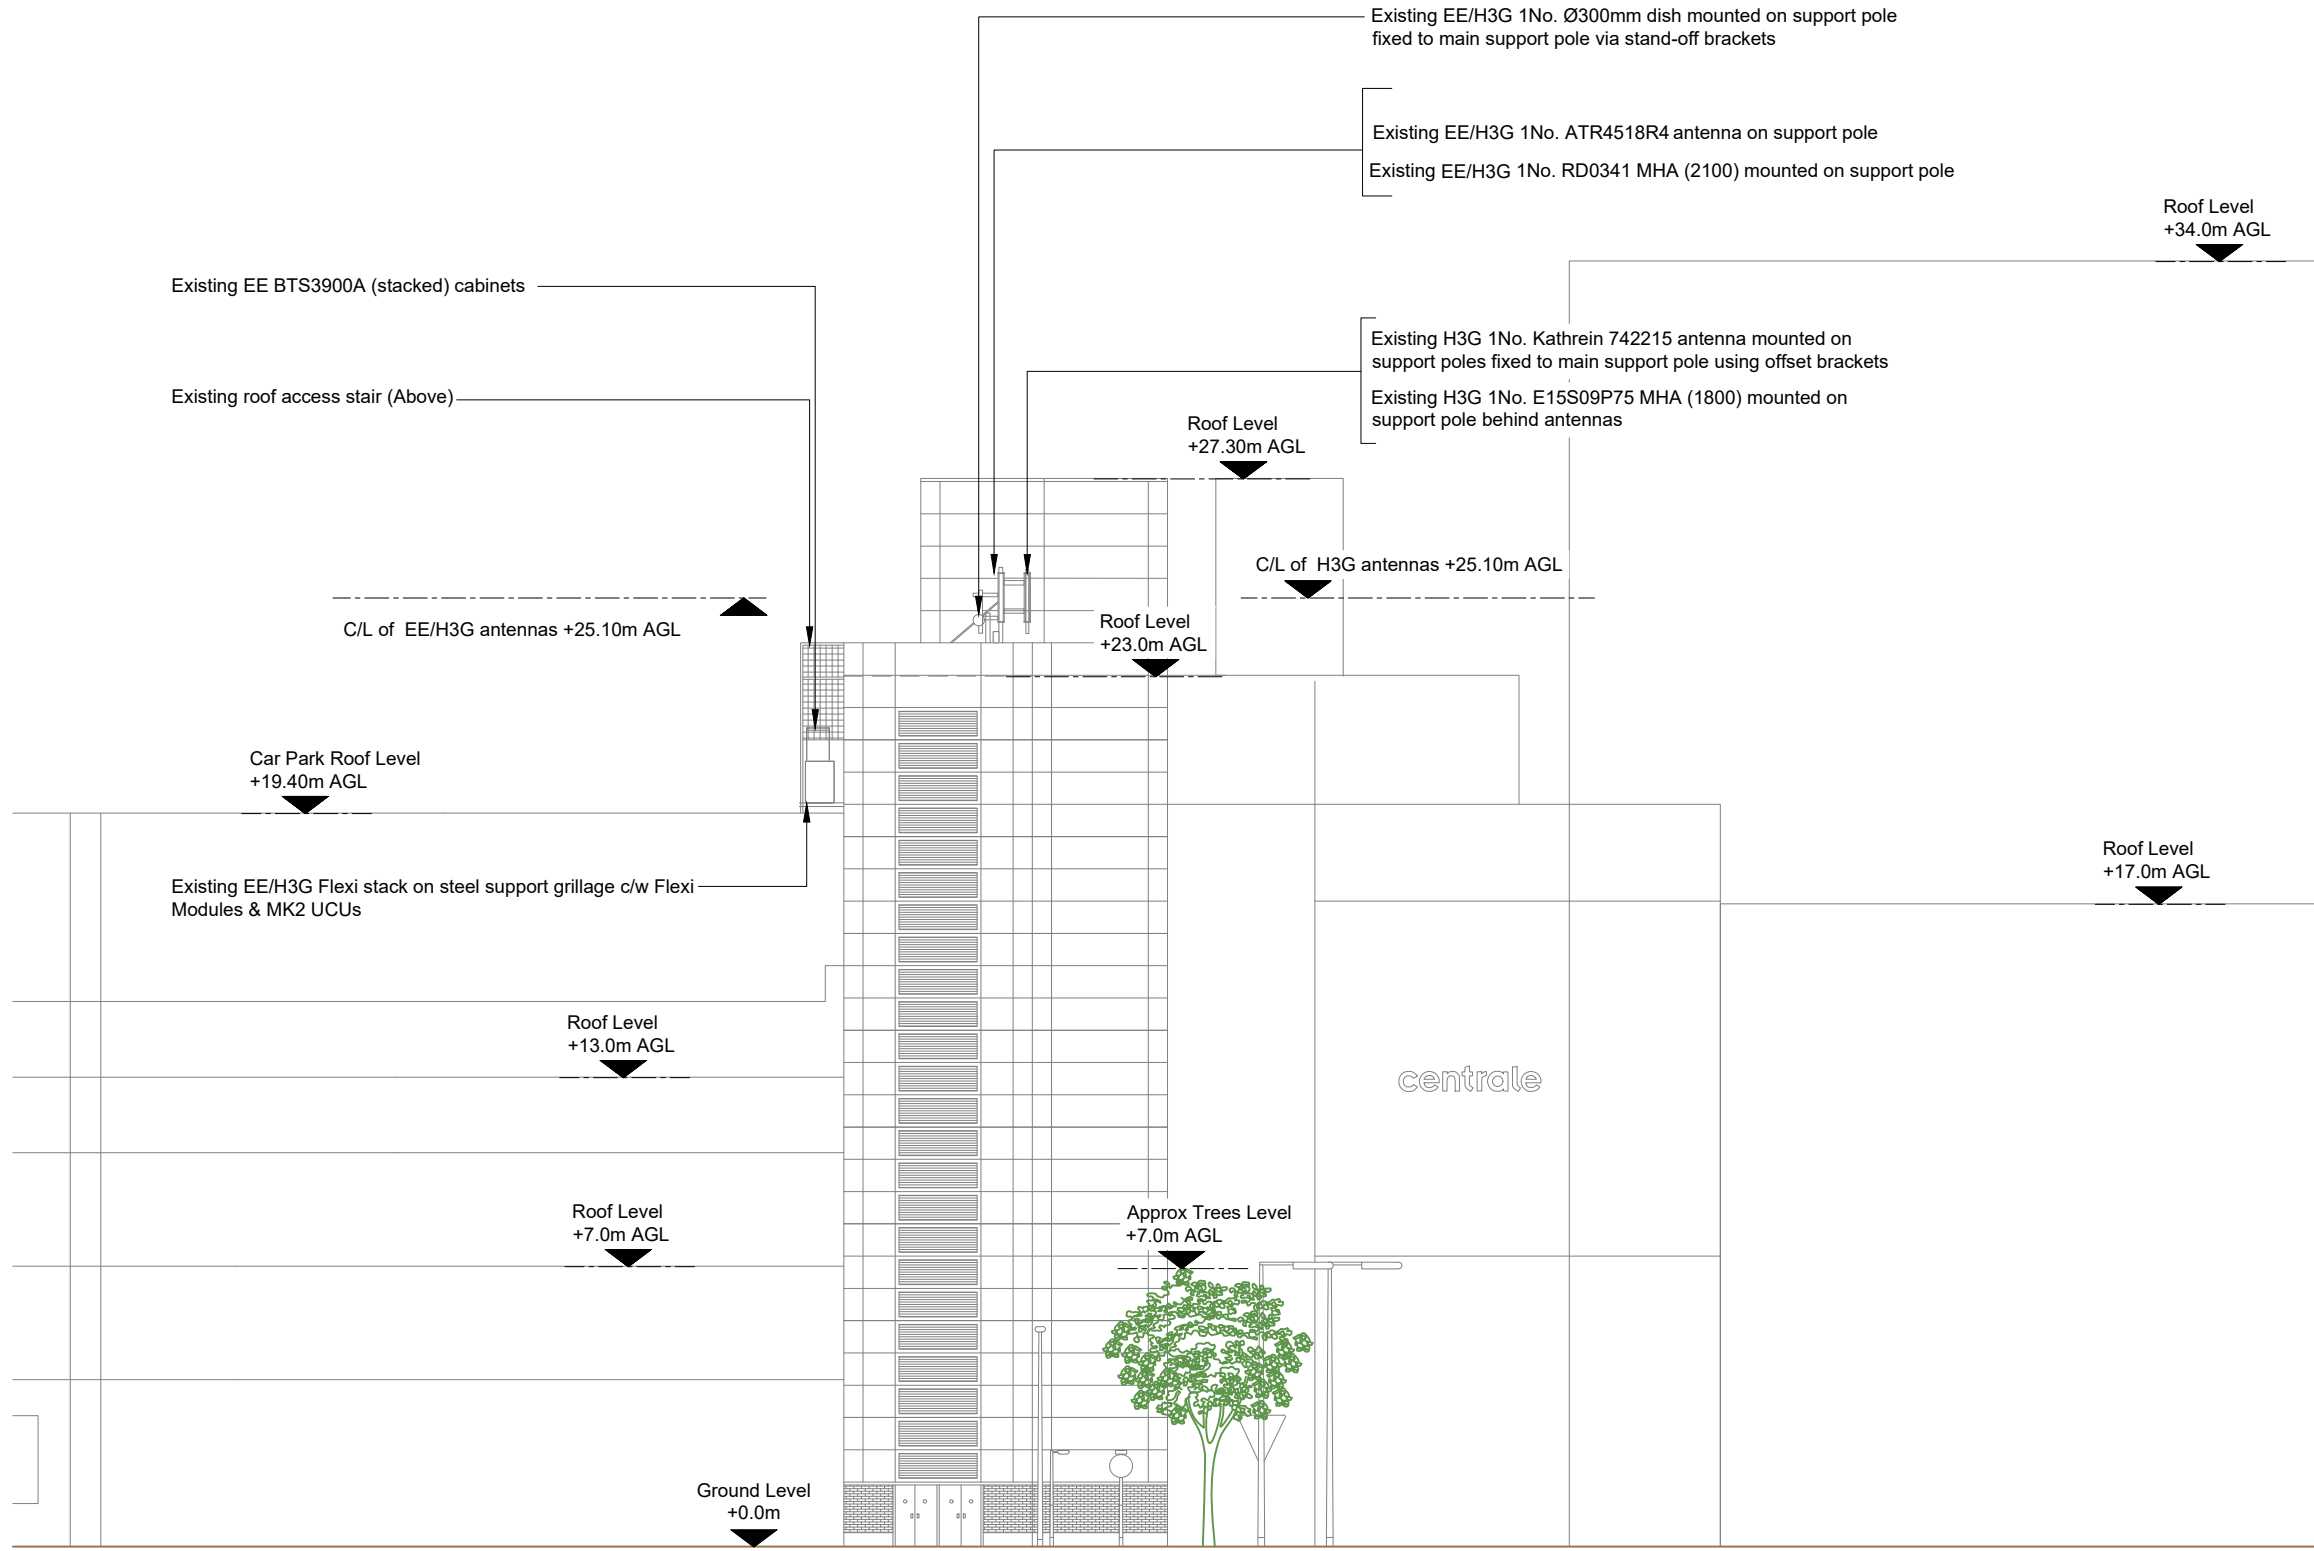 Existing EE/H3G 1No. Ø300mm dish mounted on support pole
fixed to main support pole via stand-off brackets
Existing EE/H3G 1No. ATR4518R4 antenna on support pole
Existing EE/H3G 1No. RD0341 MHA (2100) mounted on support pole
Roof Level
+34.0m AGL
Existing EE BTS3900A (stacked) cabinets
Existing H3G 1No. Kathrein 742215 antenna mounted on
support poles fixed to main support pole using offset brackets
Existing roof access stair (Above)
Existing H3G 1No. E15S09P75 MHA (1800) mounted on
support pole behind antennas
Roof Level
+27.30m AGL
C/L of H3G antennas +25.10m AGL
C/L of EE/H3G antennas +25.10m AGL
Roof Level
+23.0m AGL
Car Park Roof Level
+19.40m AGL
Roof Level
+17.0m AGL
Existing EE/H3G Flexi stack on steel support grillage c/w Flexi
Modules & MK2 UCUs
Roof Level
+13.0m AGL
centrale
Roof Level
+7.0m AGL
Approx Trees Level
+7.0m AGL
Ground Level
+0.0m